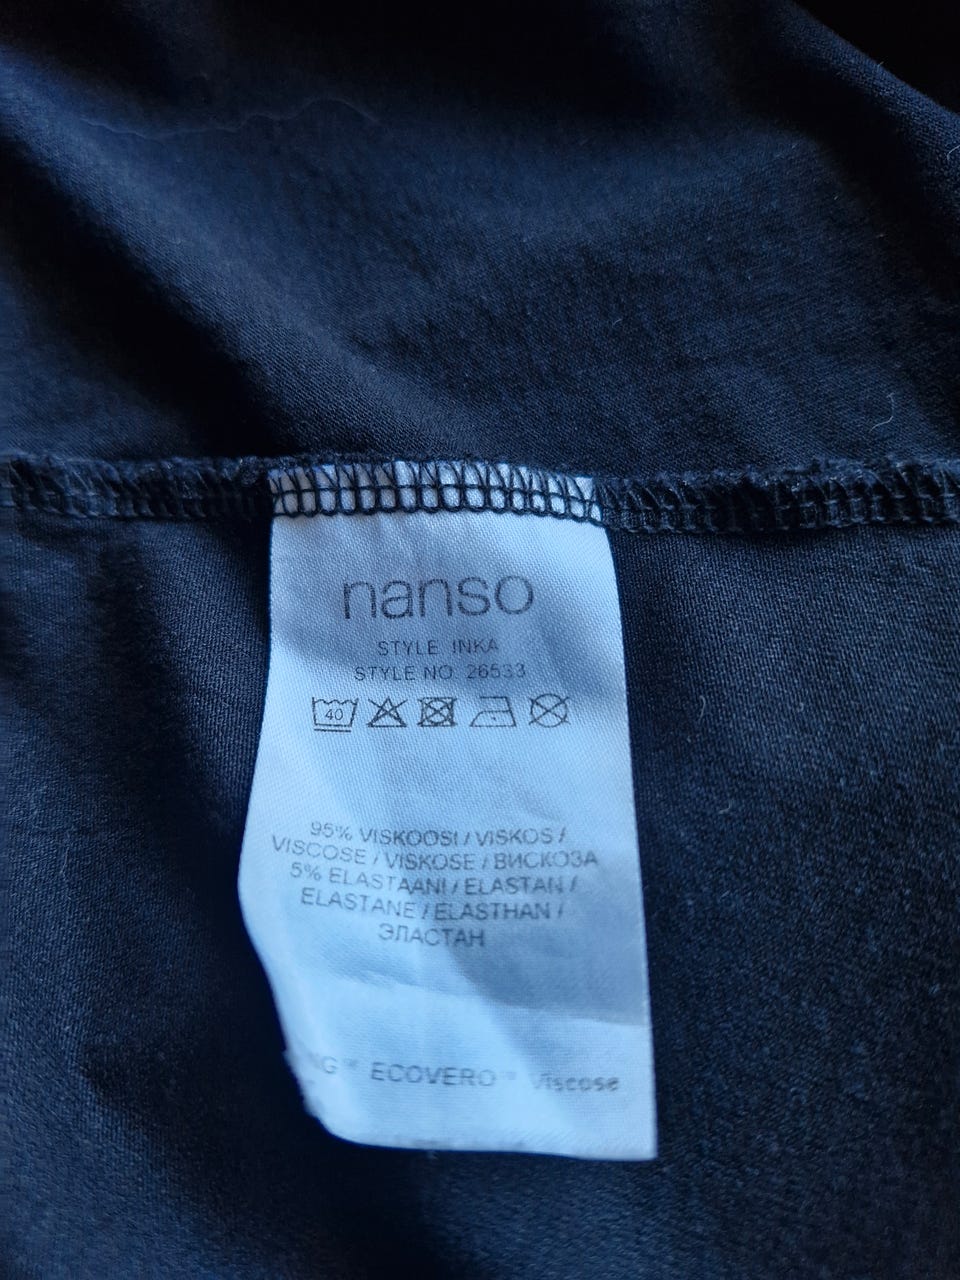 nanso
STYLE INKA
STYLE NO. 26533
40
95% VISKOOSI / VISKOS /
VISCOSE / VISKOSE / ВИСКОЗА
5% ELASTAANI / ELASTAN /
ELASTANE / ELASTHAN /
ЭЛАСТАН
ECOVERO™ Viscose